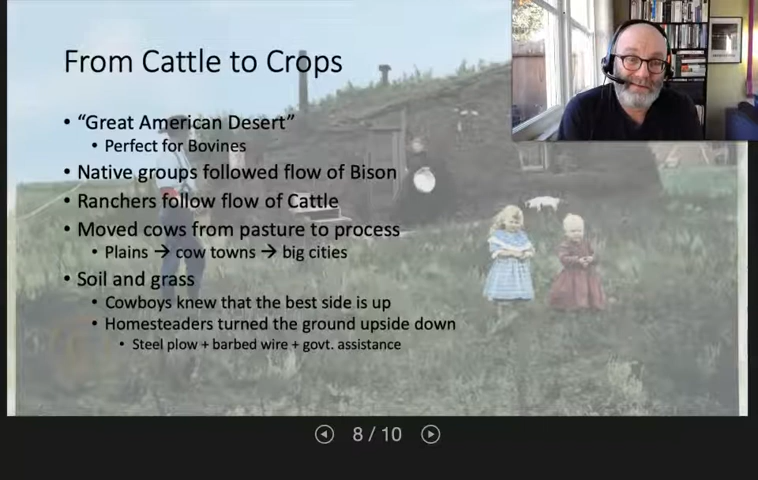 From Cattle to Crops
• “Great American Desert”
• Perfect for Bovines
• Native groups followed flow of Bison
• Ranchers follow flow of Cattle
• Moved cows from pasture to process
• Plains → cow towns → big cities
• Soil and grass
• Cowboys knew that the best side is up
• Homesteaders turned the ground upside down
• Steel plow + barbed wire + govt. assistance
8 / 10